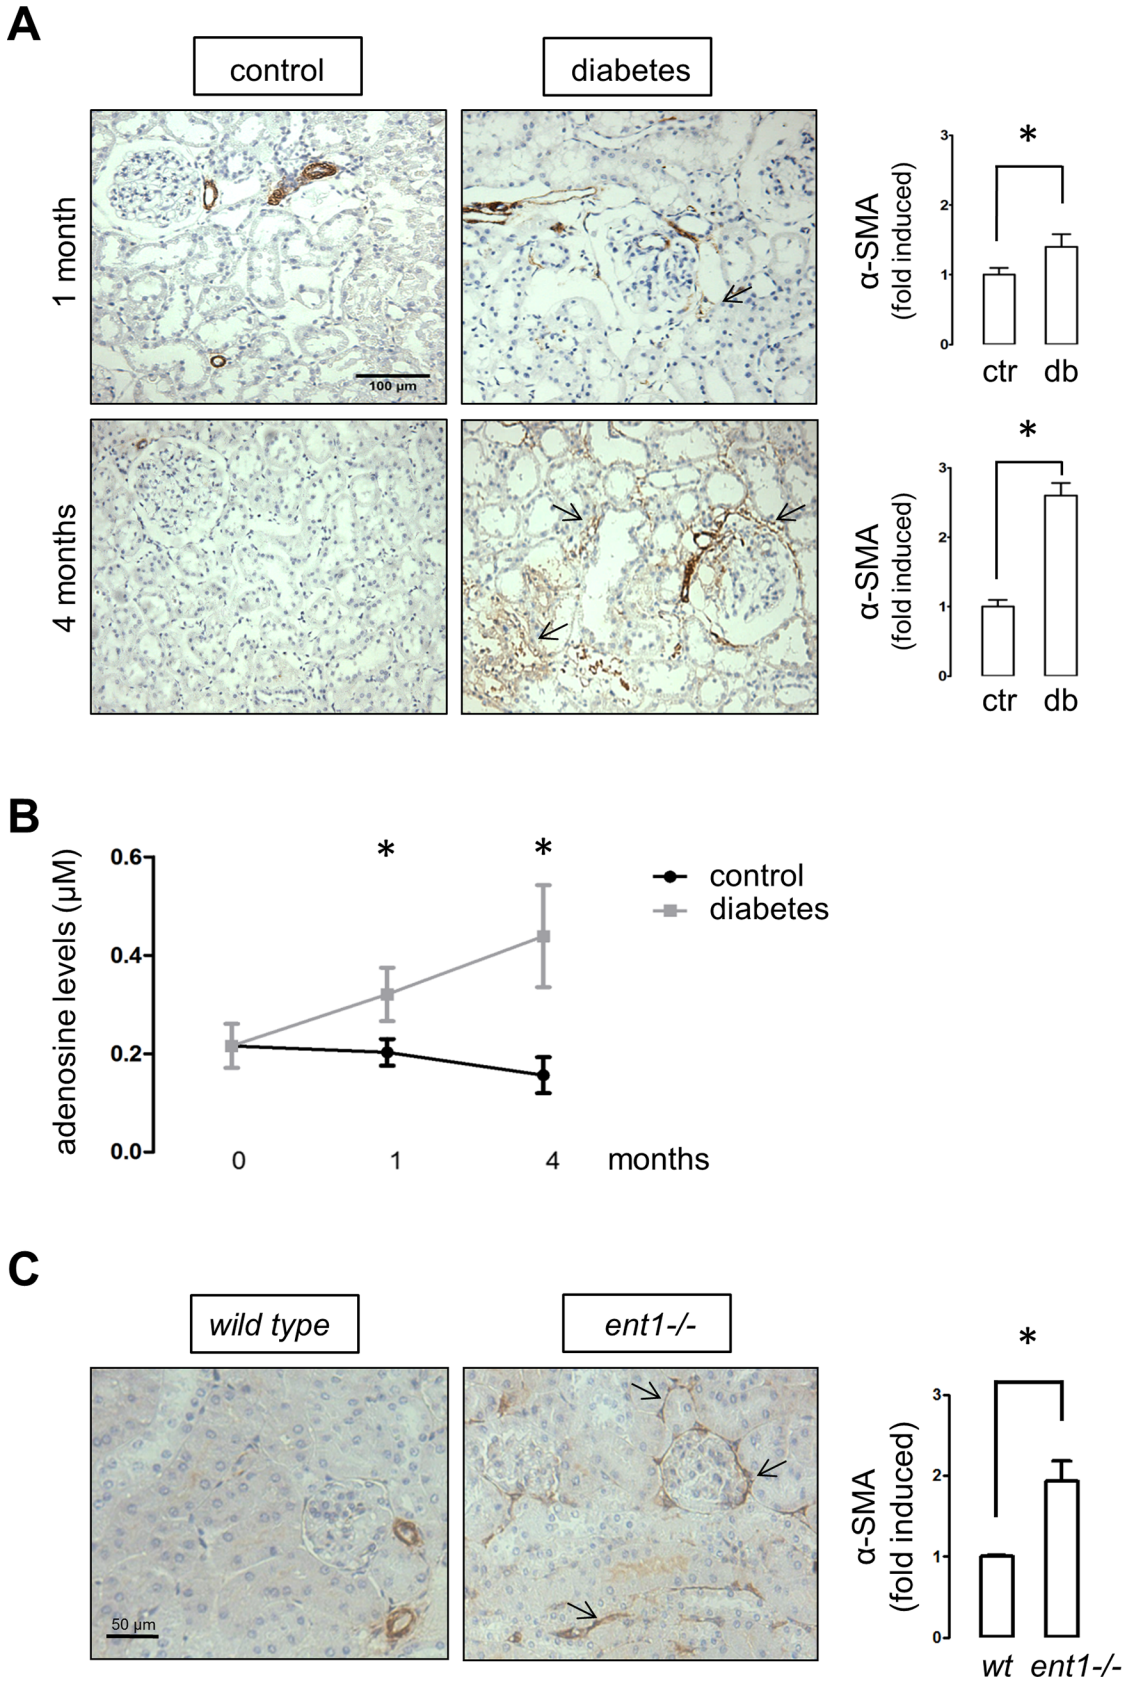 A
control
diabetes
1 month
100 µm
3
2
1
0
α-SMA
(fold induced)
*
ctr
db
4 months
3
2
1
0
α-SMA
(fold induced)
*
ctr
db
B
adenosine levels (µM)
0.6
0.4
0.2
0.0
*
*
control
diabetes
0
1
4
months
C
wild type
ent1-/-
50 µm
3
2
1
0
α-SMA
(fold induced)
*
wt
ent1-/-